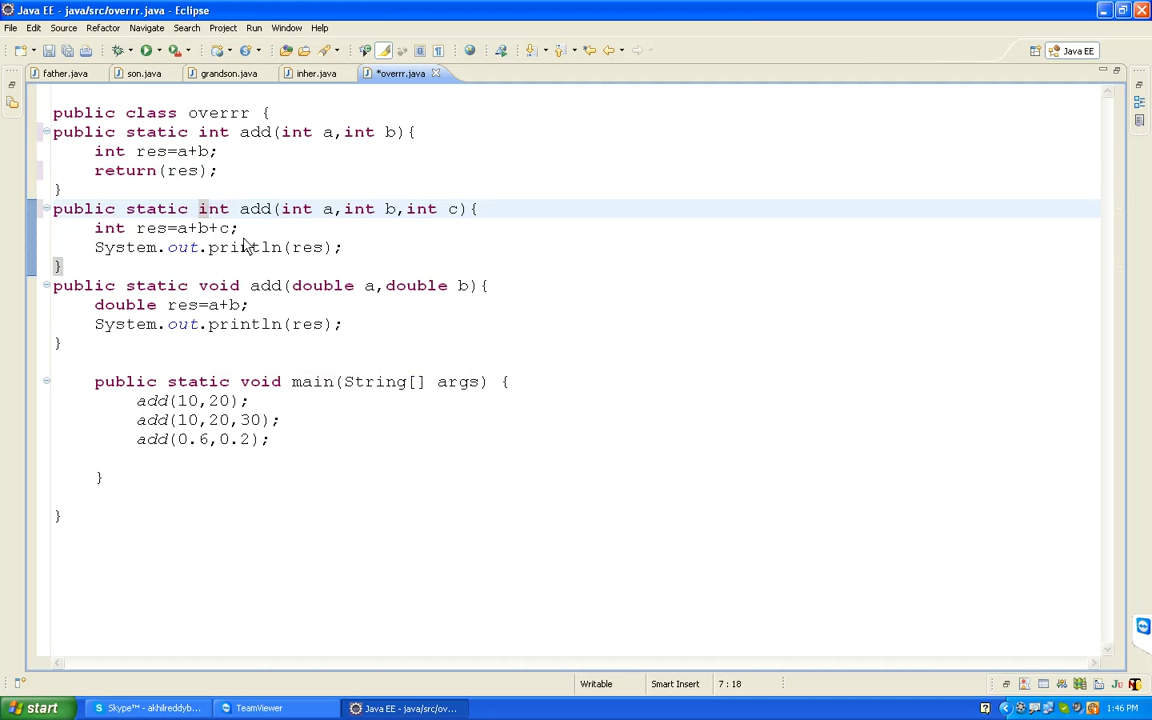 Java EE - java/src/overrr.java - Eclipse
File Edit Source Refactor Navigate Search Project Run Window Help
Java EE
father.java son.java grandson.java inher.java *overrr.java
public class overrr {
public static int add(int a,int b){
int res=a+b;
return(res);
}
public static int add(int a,int b,int c){
int res=a+b+c;
System.out.println(res);
}
public static void add(double a,double b){
double res=a+b;
System.out.println(res);
}
public static void main(String[] args) {
add(10,20);
add(10,20,30);
add(0.6,0.2);
}
}
Writable Smart Insert 7 : 18
start Skype™ - akhilreddyb... TeamViewer Java EE - java/src/ov... 1:46 PM